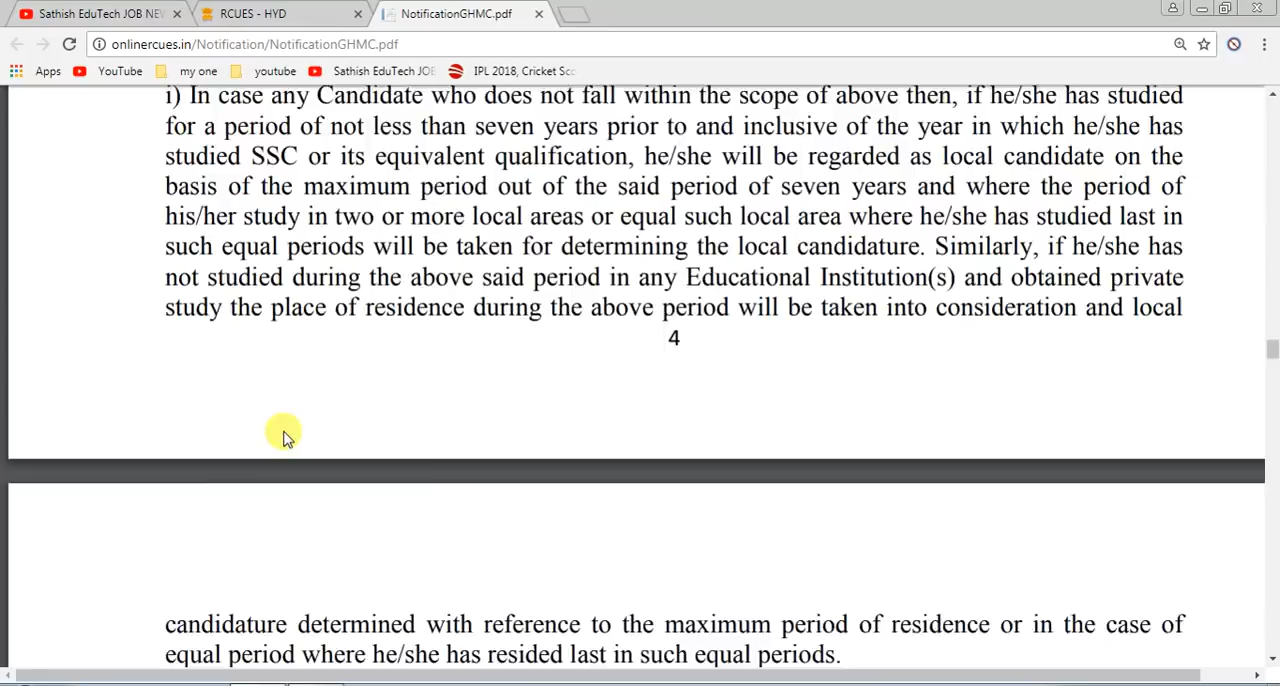 Sathish EduTech JOB NEW
RCUES - HYD
NotificationGHMC.pdf
onlinercues.in/Notification/NotificationGHMC.pdf
Apps
YouTube
my one
youtube
Sathish EduTech JOB
IPL 2018, Cricket Sco
i) In case any Candidate who does not fall within the scope of above then, if he/she has studied
for a period of not less than seven years prior to and inclusive of the year in which he/she has
studied SSC or its equivalent qualification, he/she will be regarded as local candidate on the
basis of the maximum period out of the said period of seven years and where the period of
his/her study in two or more local areas or equal such local area where he/she has studied last in
such equal periods will be taken for determining the local candidature. Similarly, if he/she has
not studied during the above said period in any Educational Institution(s) and obtained private
study the place of residence during the above period will be taken into consideration and local
4
candidature determined with reference to the maximum period of residence or in the case of
equal period where he/she has resided last in such equal periods.